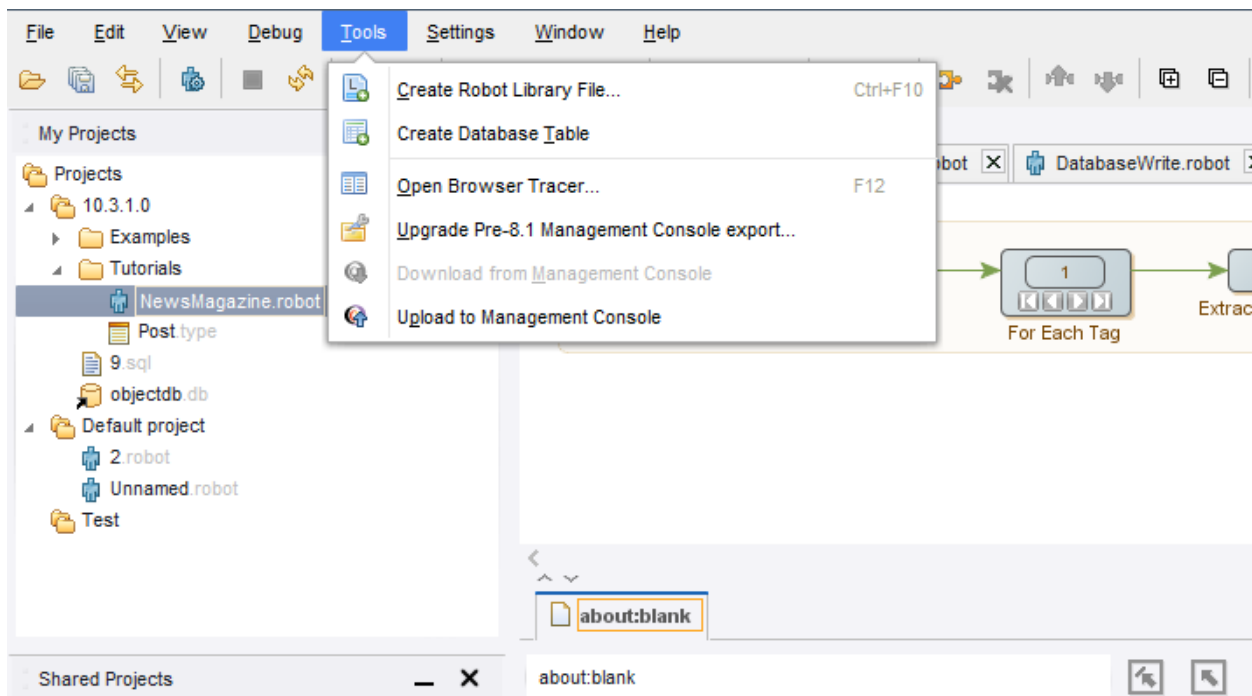 File Edit View Debug Tools Settings Window Help
Create Robot Library File... Ctrl+F10
Create Database Table
Open Browser Tracer... F12
Upgrade Pre-8.1 Management Console export...
Download from Management Console
Upload to Management Console
My Projects
Projects
10.3.1.0
Examples
Tutorials
NewsMagazine.robot
Post.type
9.sql
objectdb.db
Default project
2.robot
Unnamed.robot
Test
Shared Projects
DatabaseWrite.robot
1
For Each Tag
about:blank
about:blank